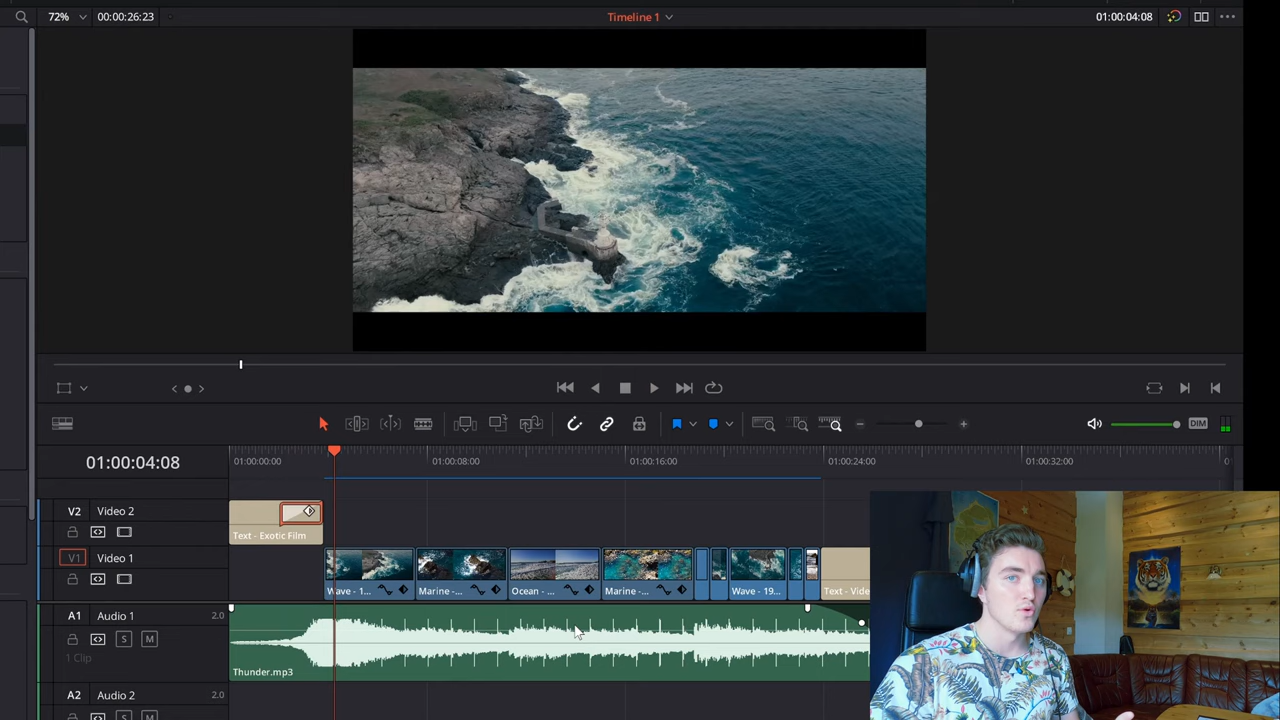 72% 00:00:26:23 Timeline 1 01:00:04:08
DIM
01:00:04:08 01:00:00:00 01:00:08:00 01:00:16:00 01:00:24:00 01:00:32:00
V2 Video 2
Text - Exotic Film
V1 Video 1
Wave - 1... Marine -... Ocean -... Marine -... Wave - 19... Text - Vide
A1 Audio 1 2.0
S M
1 Clip
Thunder.mp3
A2 Audio 2 2.0
S M